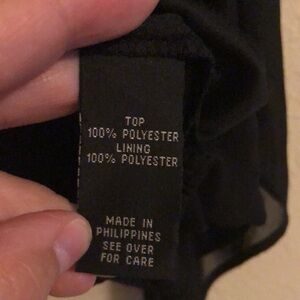 TOP
100% POLYESTER
LINING
100% POLYESTER
MADE IN
PHILIPPINES
SEE OVER
FOR CARE